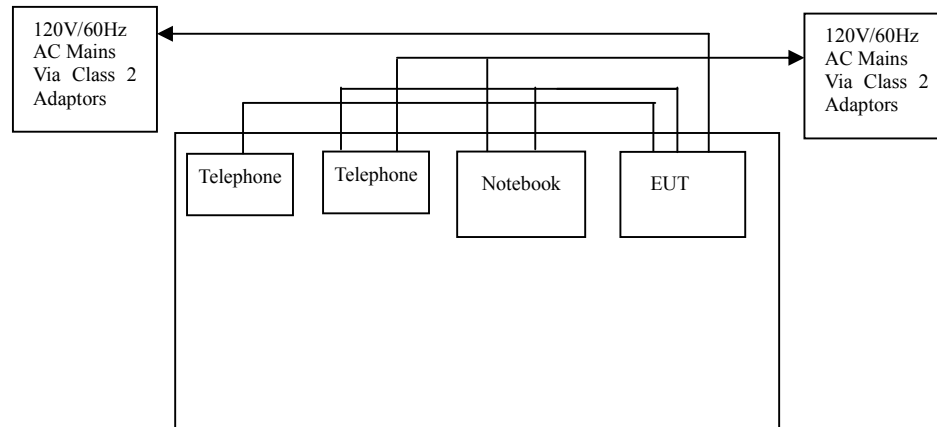 120V/60Hz
AC Mains
Via Class 2
Adaptors
120V/60Hz
AC Mains
Via Class 2
Adaptors
Telephone
Telephone
Notebook
EUT